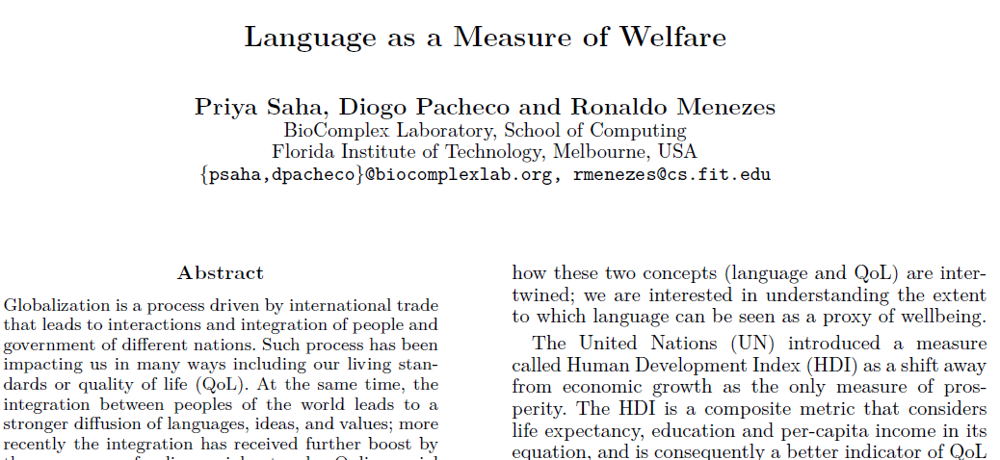 Language as a Measure of Welfare
Priya Saha, Diogo Pacheco and Ronaldo Menezes
BioComplex Laboratory, School of Computing
Florida Institute of Technology, Melbourne, USA
{psaha,dpacheco}@biocomplexlab.org, rmenezes@cs.fit.edu
Abstract
Globalization is a process driven by international trade
that leads to interactions and integration of people and
government of different nations. Such process has been
impacting us in many ways including our living stan-
dards or quality of life (QoL). At the same time, the
integration between peoples of the world leads to a
stronger diffusion of languages, ideas, and values; more
recently the integration has received further boost by
how these two concepts (language and QoL) are inter-
twined; we are interested in understanding the extent
to which language can be seen as a proxy of wellbeing.
The United Nations (UN) introduced a measure
called Human Development Index (HDI) as a shift away
from economic growth as the only measure of pros-
perity. The HDI is a composite metric that considers
life expectancy, education and per-capita income in its
equation, and is consequently a better indicator of QoL